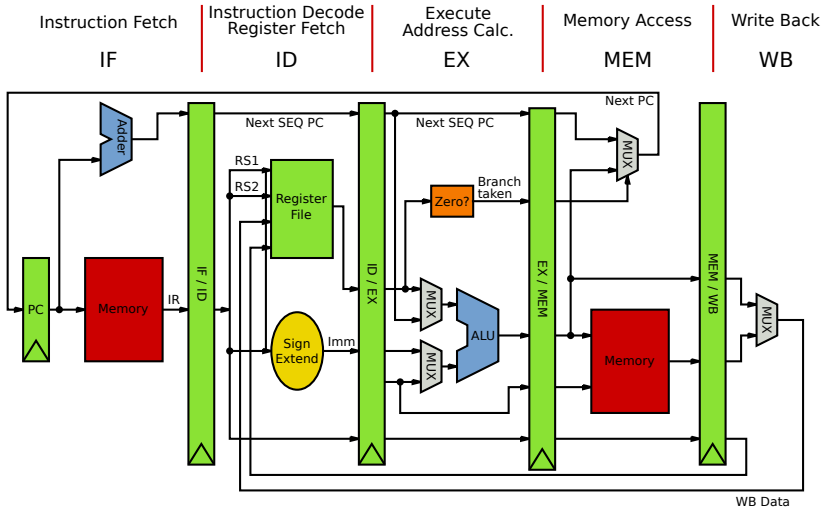 Instruction Fetch
IF
Instruction Decode
Register Fetch
ID
Execute
Address Calc.
EX
Memory Access
MEM
Write Back
WB
Next PC
Adder
Next SEQ PC
Next SEQ PC
MUX
RS1
RS2
Register
File
Branch
taken
Zero?
PC
Memory
IR
IF / ID
ID / EX
EX / MEM
MEM / WB
MUX
MUX
ALU
MUX
Sign
Extend
Imm
Memory
WB Data